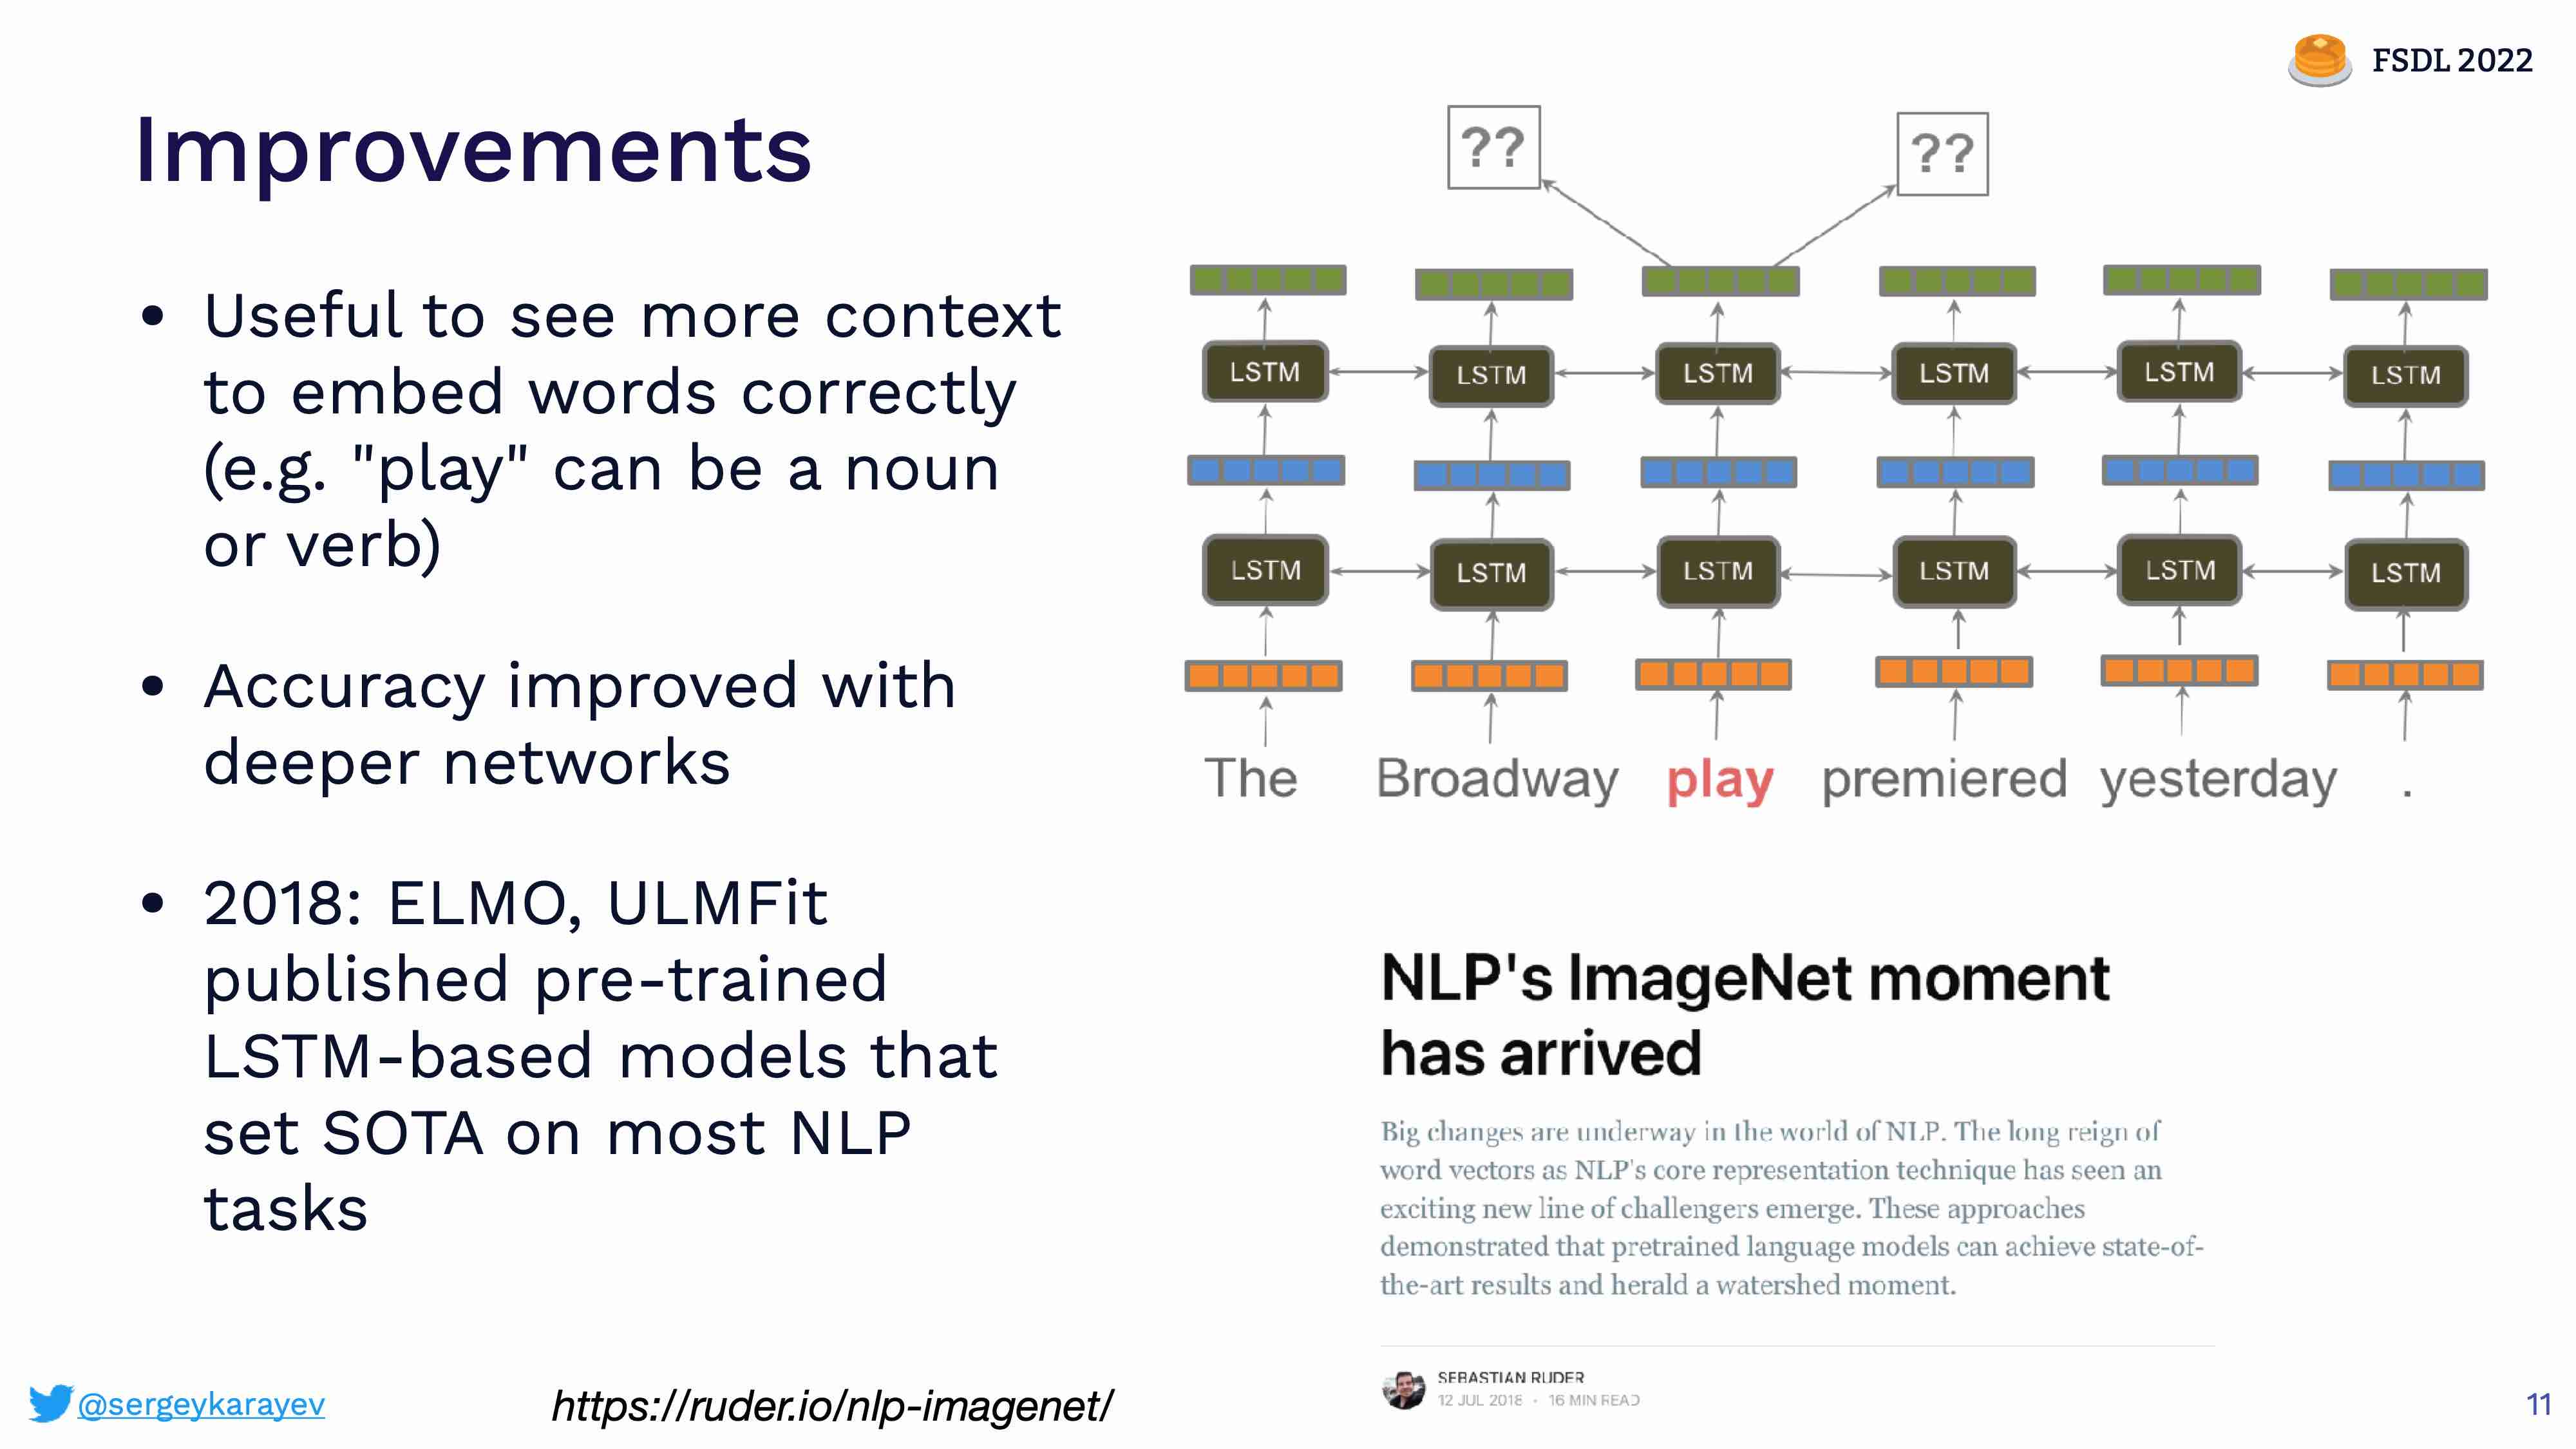 FSDL 2022
Improvements
• Useful to see more context
to embed words correctly
(e.g. "play" can be a noun
or verb)
• Accuracy improved with
deeper networks
• 2018: ELMO, ULMFit
published pre-trained
LSTM-based models that
set SOTA on most NLP
tasks
?? ??
LSTM LSTM LSTM LSTM LSTM LSTM
LSTM LSTM LSTM LSTM LSTM LSTM
The Broadway play premiered yesterday .
NLP's ImageNet moment
has arrived
Big changes are underway in the world of NLP. The long reign of
word vectors as NLP's core representation technique has seen an
exciting new line of challengers emerge. These approaches
demonstrated that pretrained language models can achieve state-of-
the-art results and herald a watershed moment.
SEBASTIAN RUDER
12 JUL 2018 • 16 MIN READ
@sergeykarayev
https://ruder.io/nlp-imagenet/
11